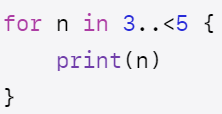 for n in 3..<5 {
    print(n)
}